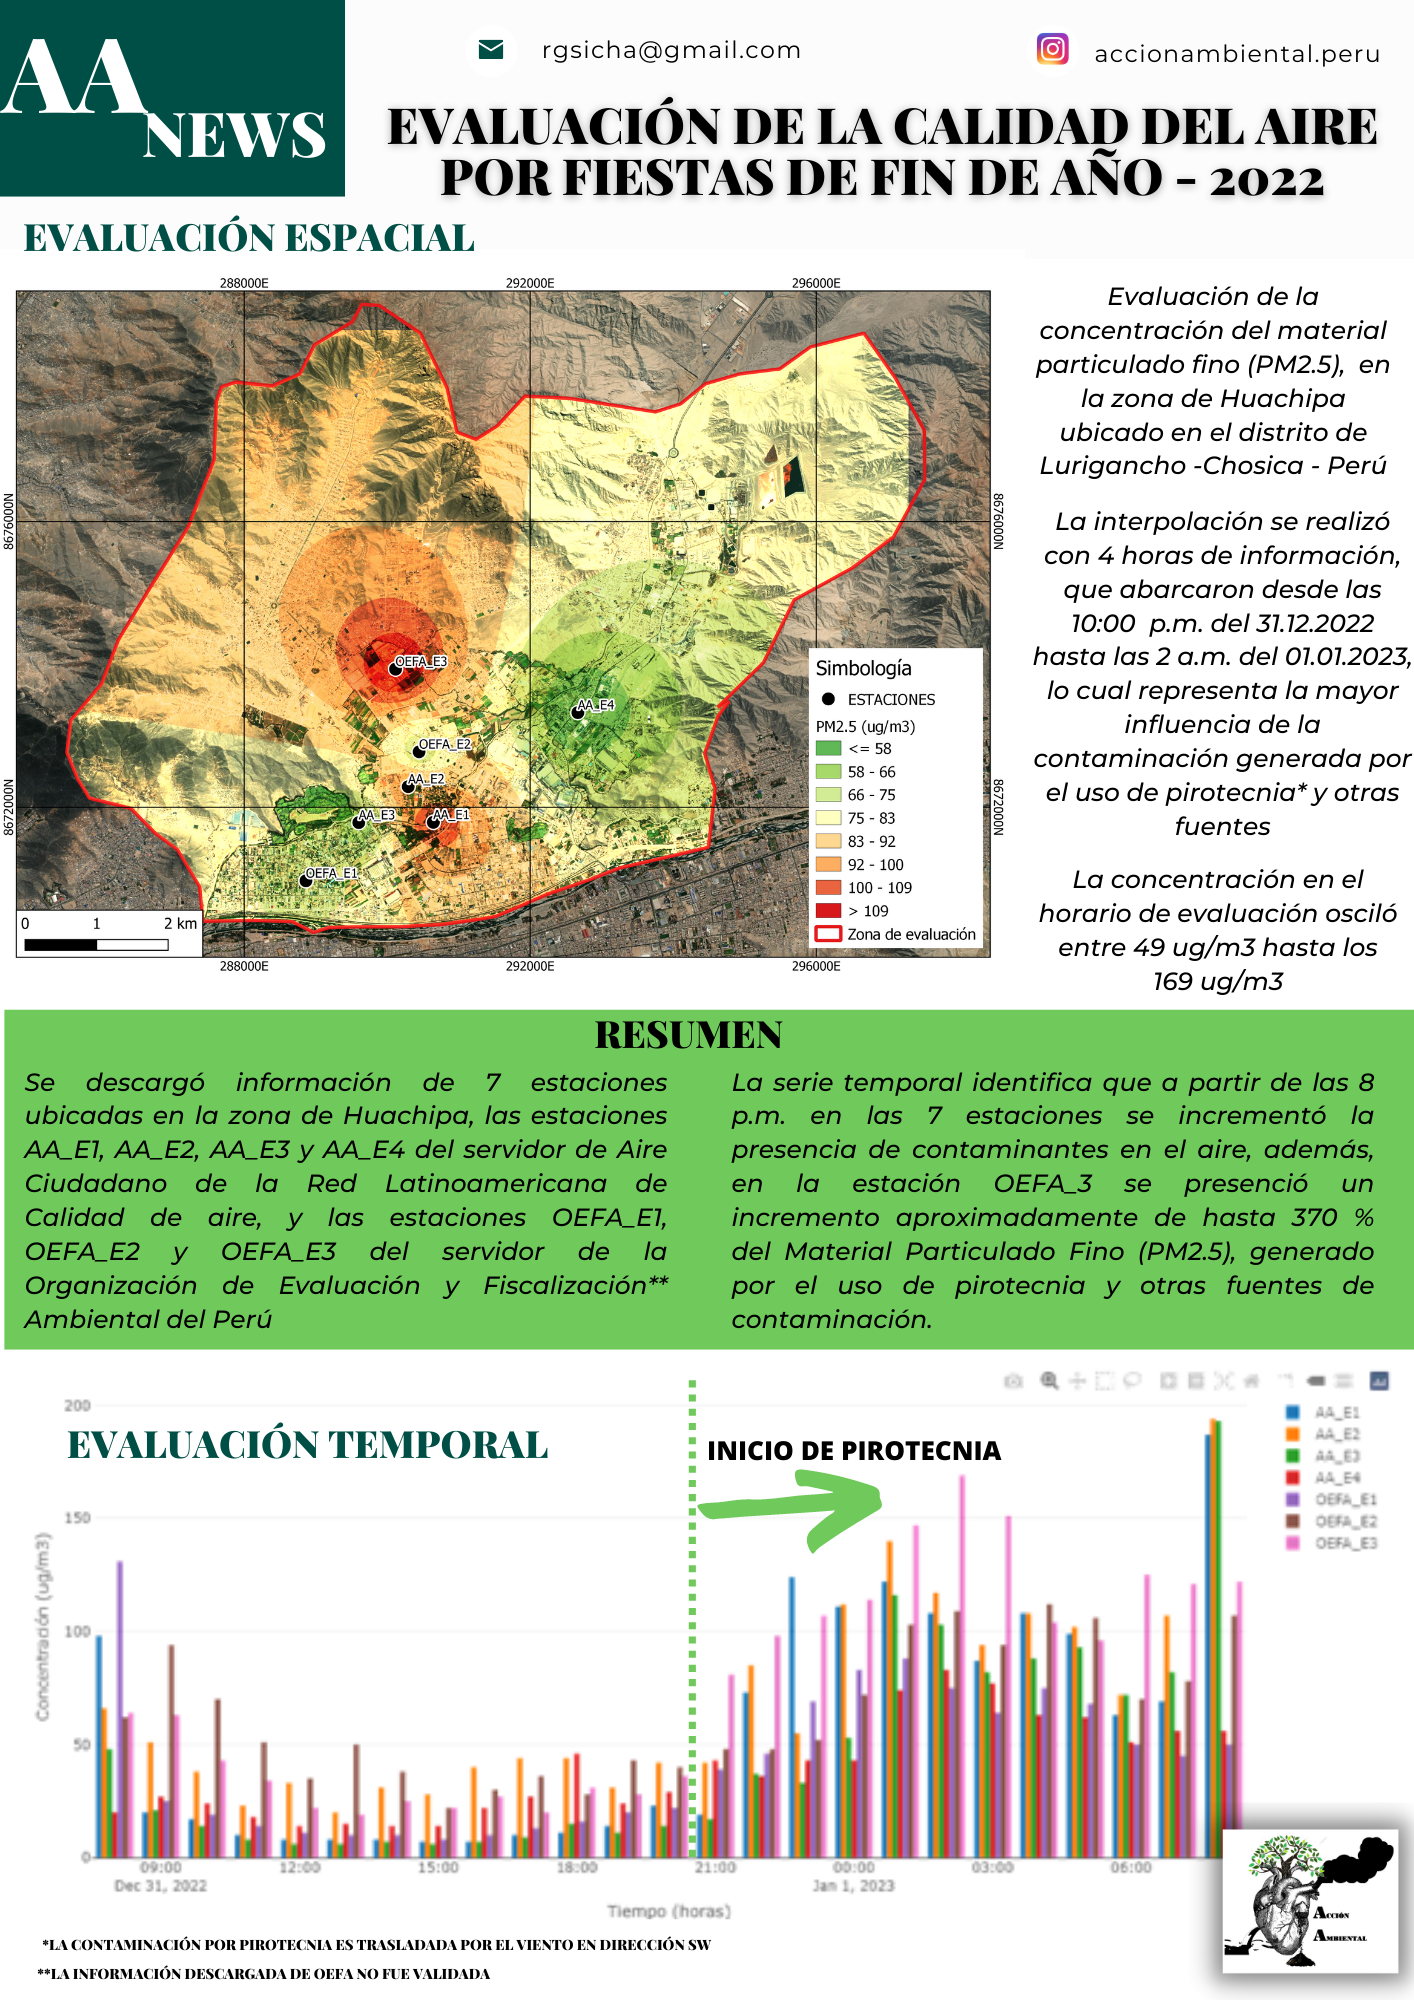 AA
NEWS
rgsicha@gmail.com
accionambiental.peru
EVALUACIÓN DE LA CALIDAD DEL AIRE
POR FIESTAS DE FIN DE AÑO - 2022
EVALUACIÓN ESPACIAL
288000E
292000E
296000E
8676000N
8672000N
8676000N
8672000N
OEFA_E3
AA_E4
OEFA_E2
AA_E2
AA_E3
AA_E1
OEFA_E1
Simbología
ESTACIONES
PM2.5 (ug/m3)
<= 58
58 - 66
66 - 75
75 - 83
83 - 92
92 - 100
100 - 109
> 109
Zona de evaluación
0 1 2 km
288000E
292000E
296000E
Evaluación de la
concentración del material
particulado fino (PM2.5), en
la zona de Huachipa
ubicado en el distrito de
Lurigancho -Chosica - Perú
La interpolación se realizó
con 4 horas de información,
que abarcaron desde las
10:00 p.m. del 31.12.2022
hasta las 2 a.m. del 01.01.2023,
lo cual representa la mayor
influencia de la
contaminación generada por
el uso de pirotecnia* y otras
fuentes
La concentración en el
horario de evaluación osciló
entre 49 ug/m3 hasta los
169 ug/m3
RESUMEN
Se descargó información de 7 estaciones
ubicadas en la zona de Huachipa, las estaciones
AA_E1, AA_E2, AA_E3 y AA_E4 del servidor de Aire
Ciudadano de la Red Latinoamericana de
Calidad de aire, y las estaciones OEFA_E1,
OEFA_E2 y OEFA_E3 del servidor de la
Organización de Evaluación y Fiscalización**
Ambiental del Perú
La serie temporal identifica que a partir de las 8
p.m. en las 7 estaciones se incrementó la
presencia de contaminantes en el aire, además,
en la estación OEFA_3 se presenció un
incremento aproximadamente de hasta 370 %
del Material Particulado Fino (PM2.5), generado
por el uso de pirotecnia y otras fuentes de
contaminación.
EVALUACIÓN TEMPORAL
INICIO DE PIROTECNIA
Concentración (ug/m3)
200
150
100
50
0
09:00 12:00 15:00 18:00 21:00 00:00 03:00 06:00
Dec 31, 2022 Jan 1, 2023
Tiempo (horas)
AA_E1
AA_E2
AA_E3
AA_E4
OEFA_E1
OEFA_E2
OEFA_E3
ACCIÓN
AMBIENTAL
*LA CONTAMINACIÓN POR PIROTECNIA ES TRASLADADA POR EL VIENTO EN DIRECCIÓN SW
**LA INFORMACIÓN DESCARGADA DE OEFA NO FUE VALIDADA